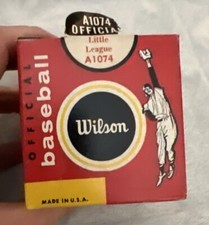 A1074
OFFICIAL
Little
League
A1074
OFFICIAL
baseball
Wilson
MADE IN U.S.A.